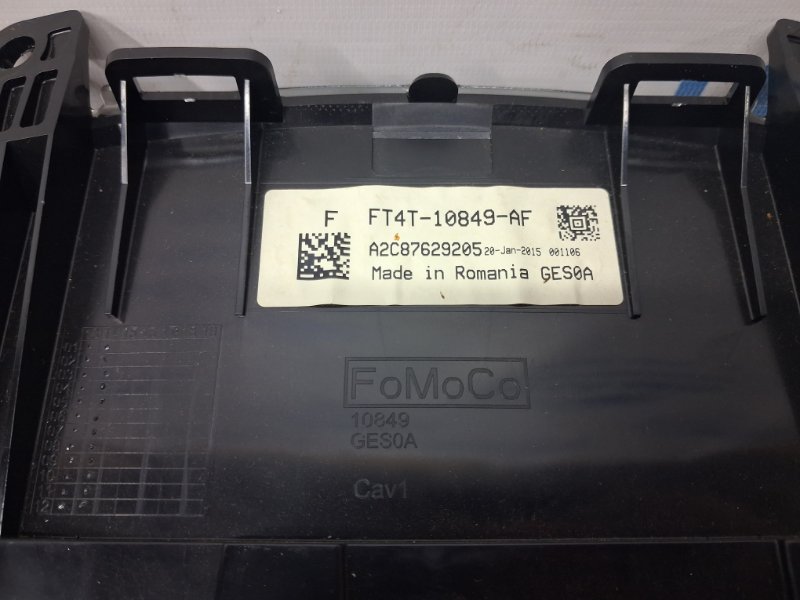 F FT4T-10849-AF
A2C87629205 20-Jan-2015 001106
Made in Romania GES0A
FoMoCo
10849
GES0A
Cav1